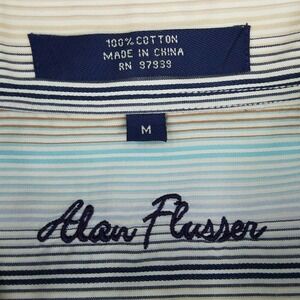 100% COTTON
MADE IN CHINA
RN 97939
M
Alan Flusser